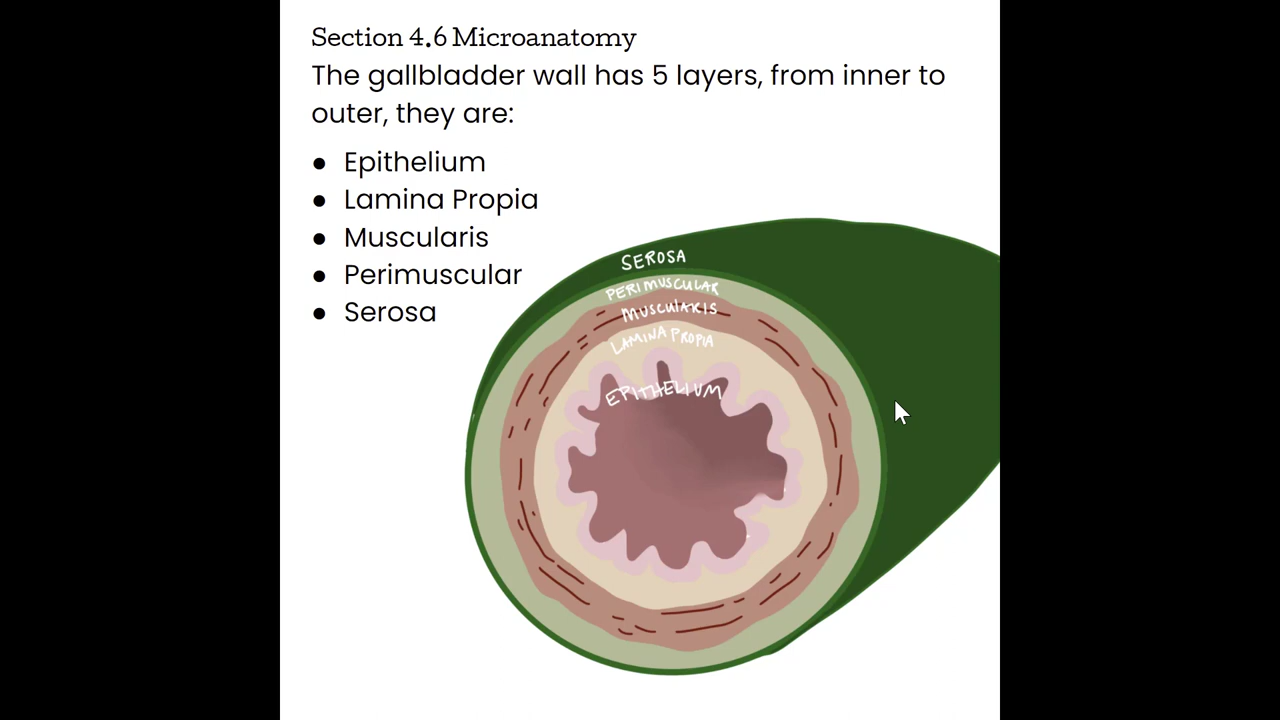 Section 4.6 Microanatomy
The gallbladder wall has 5 layers, from inner to
outer, they are:
● Epithelium
● Lamina Propia
● Muscularis
● Perimuscular
● Serosa
SEROSA
PERIMUSCULAR
MUSCULARIS
LAMINA PROPIA
EPITHELIUM